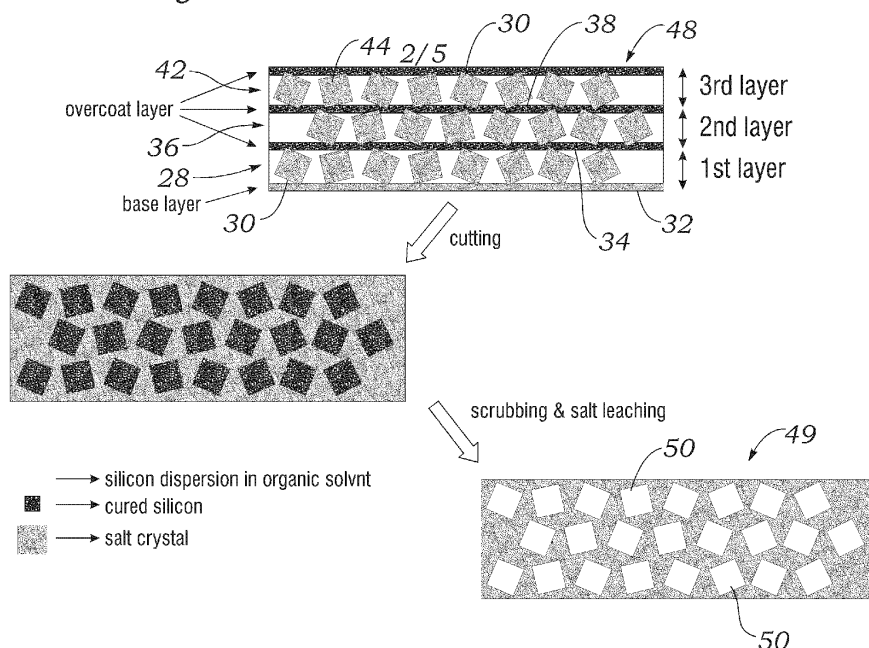 30
38
48
44
2/5
42
3rd layer
overcoat layer
2nd layer
36
1st layer
28
base layer
30
34
32
cutting
scrubbing & salt leaching
49
50
silicon dispersion in organic solvnt
cured silicon
salt crystal
50